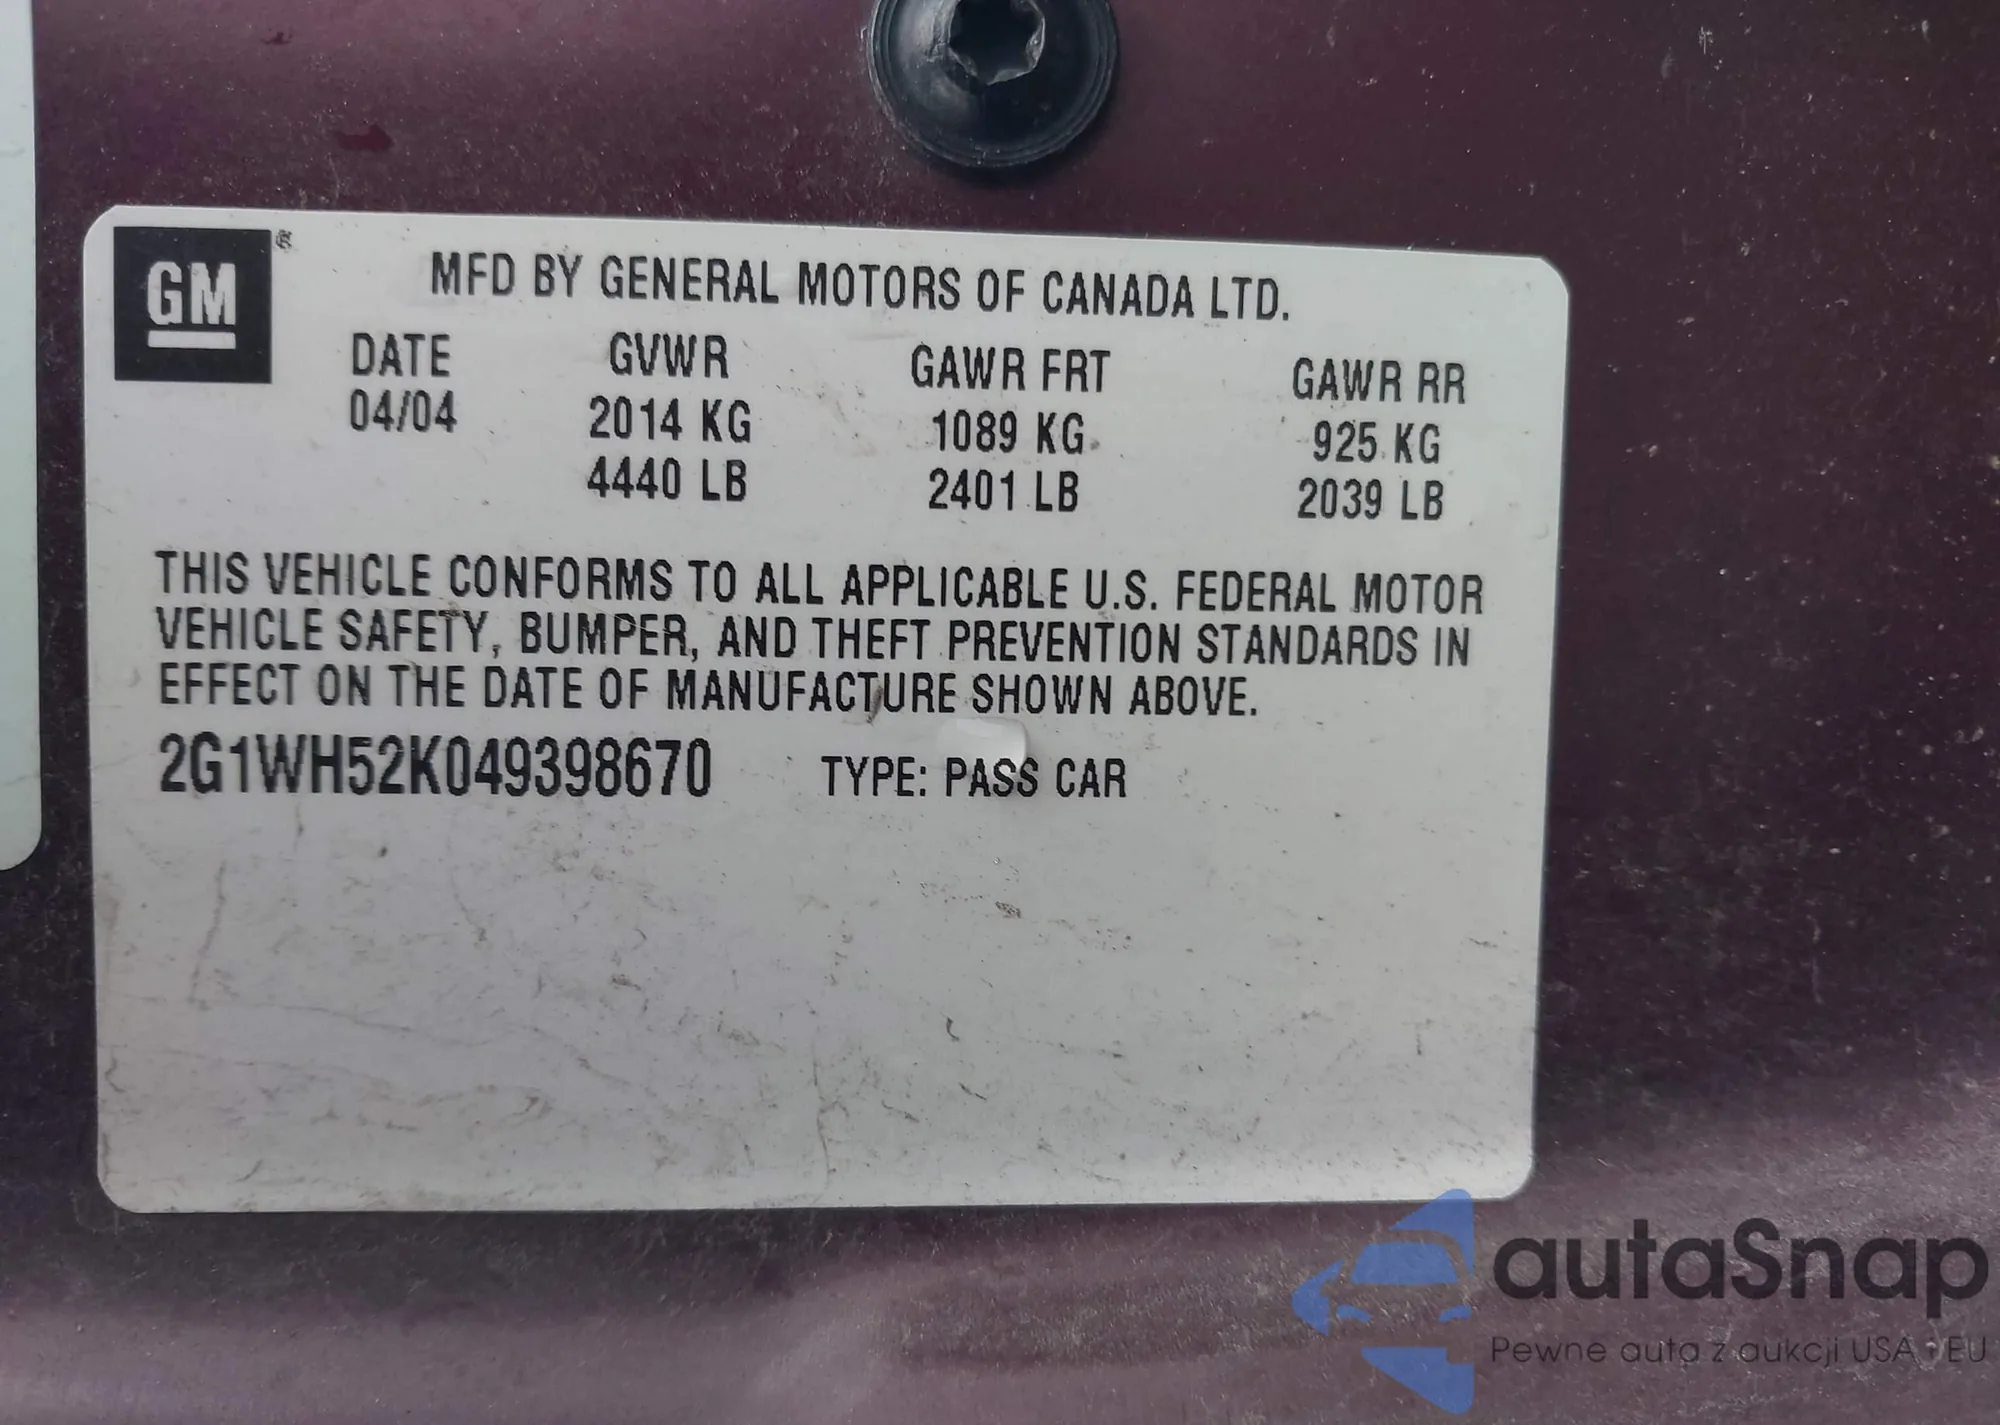 GM®
MFD BY GENERAL MOTORS OF CANADA LTD.
DATE GVWR GAWR FRT GAWR RR
04/04 2014 KG 1089 KG 925 KG
4440 LB 2401 LB 2039 LB
THIS VEHICLE CONFORMS TO ALL APPLICABLE U.S. FEDERAL MOTOR
VEHICLE SAFETY, BUMPER, AND THEFT PREVENTION STANDARDS IN
EFFECT ON THE DATE OF MANUFACTURE SHOWN ABOVE.
2G1WH52K049398670 TYPE: PASS CAR
autaSnap
Pewne auta z aukcji USA i EU